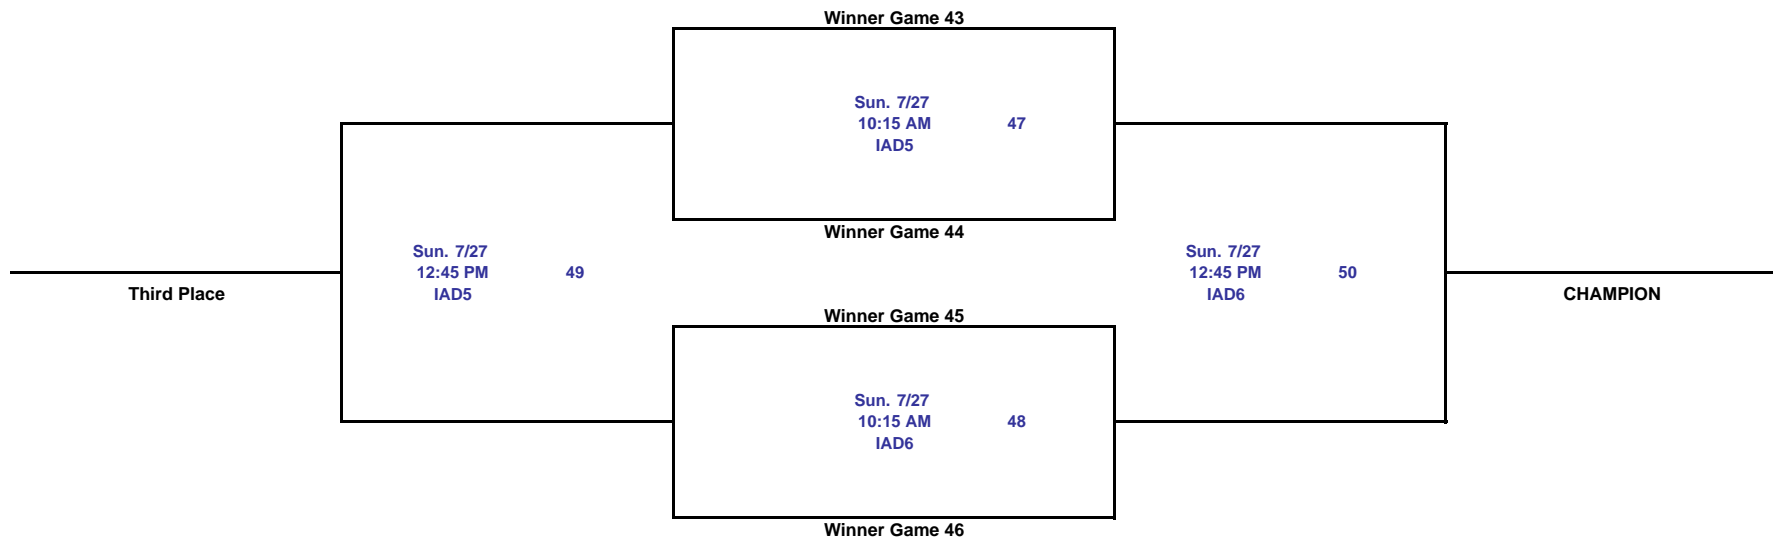 Winner Game 43
Sun. 7/27
10:15 AM 47
IAD5
Winner Game 44
Sun. 7/27
12:45 PM 49
IAD5
Third Place
Sun. 7/27
12:45 PM 50
IAD6
CHAMPION
Winner Game 45
Sun. 7/27
10:15 AM 48
IAD6
Winner Game 46